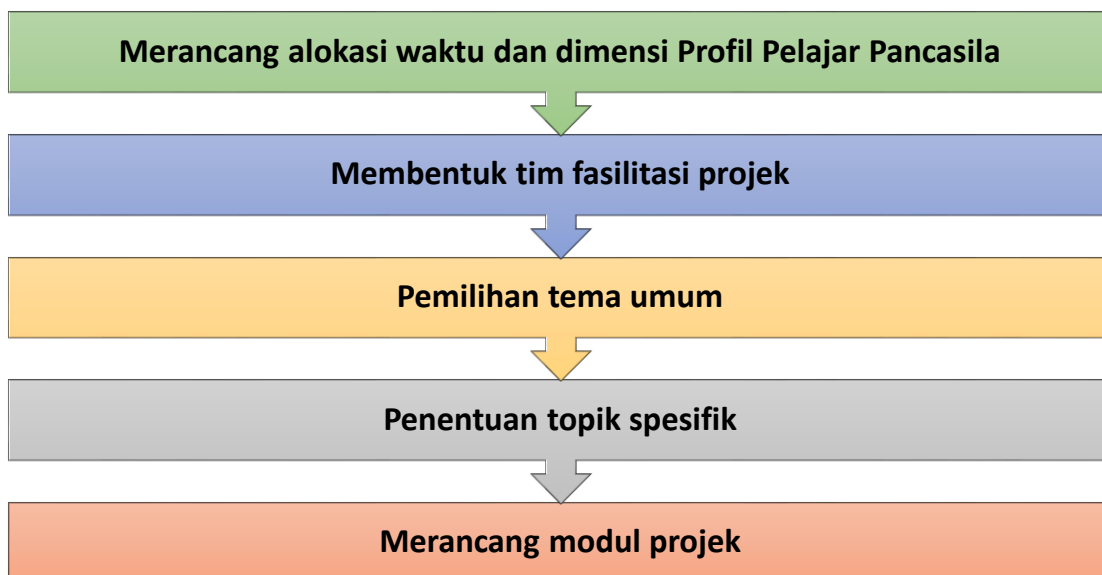 Merancang alokasi waktu dan dimensi Profil Pelajar Pancasila
Membentuk tim fasilitasi projek
Pemilihan tema umum
Penentuan topik spesifik
Merancang modul projek